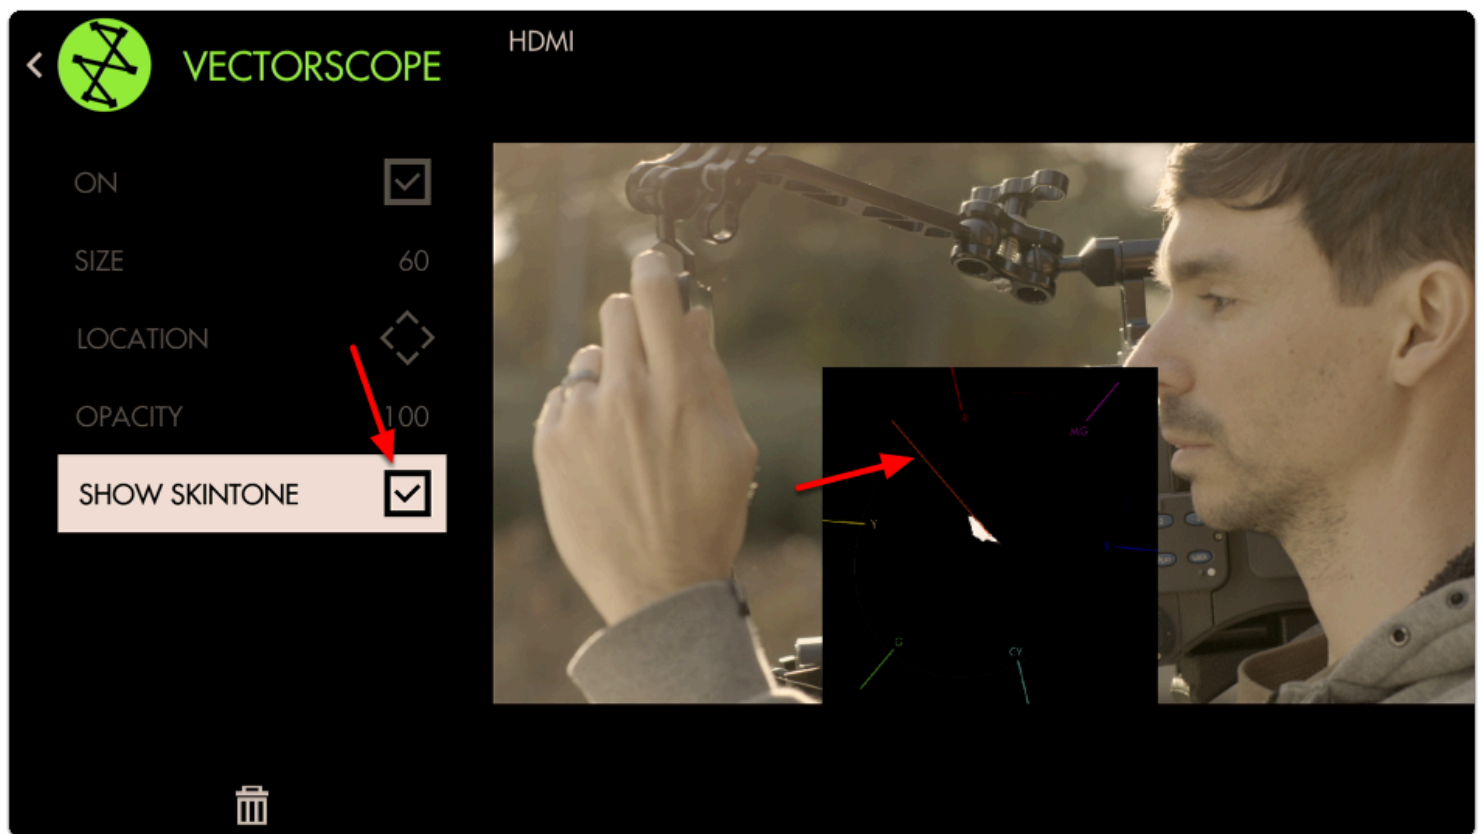 VECTORSCOPE
HDMI
ON
SIZE 60
LOCATION
OPACITY 100
SHOW SKINTONE
R
MG
Y
G
CY